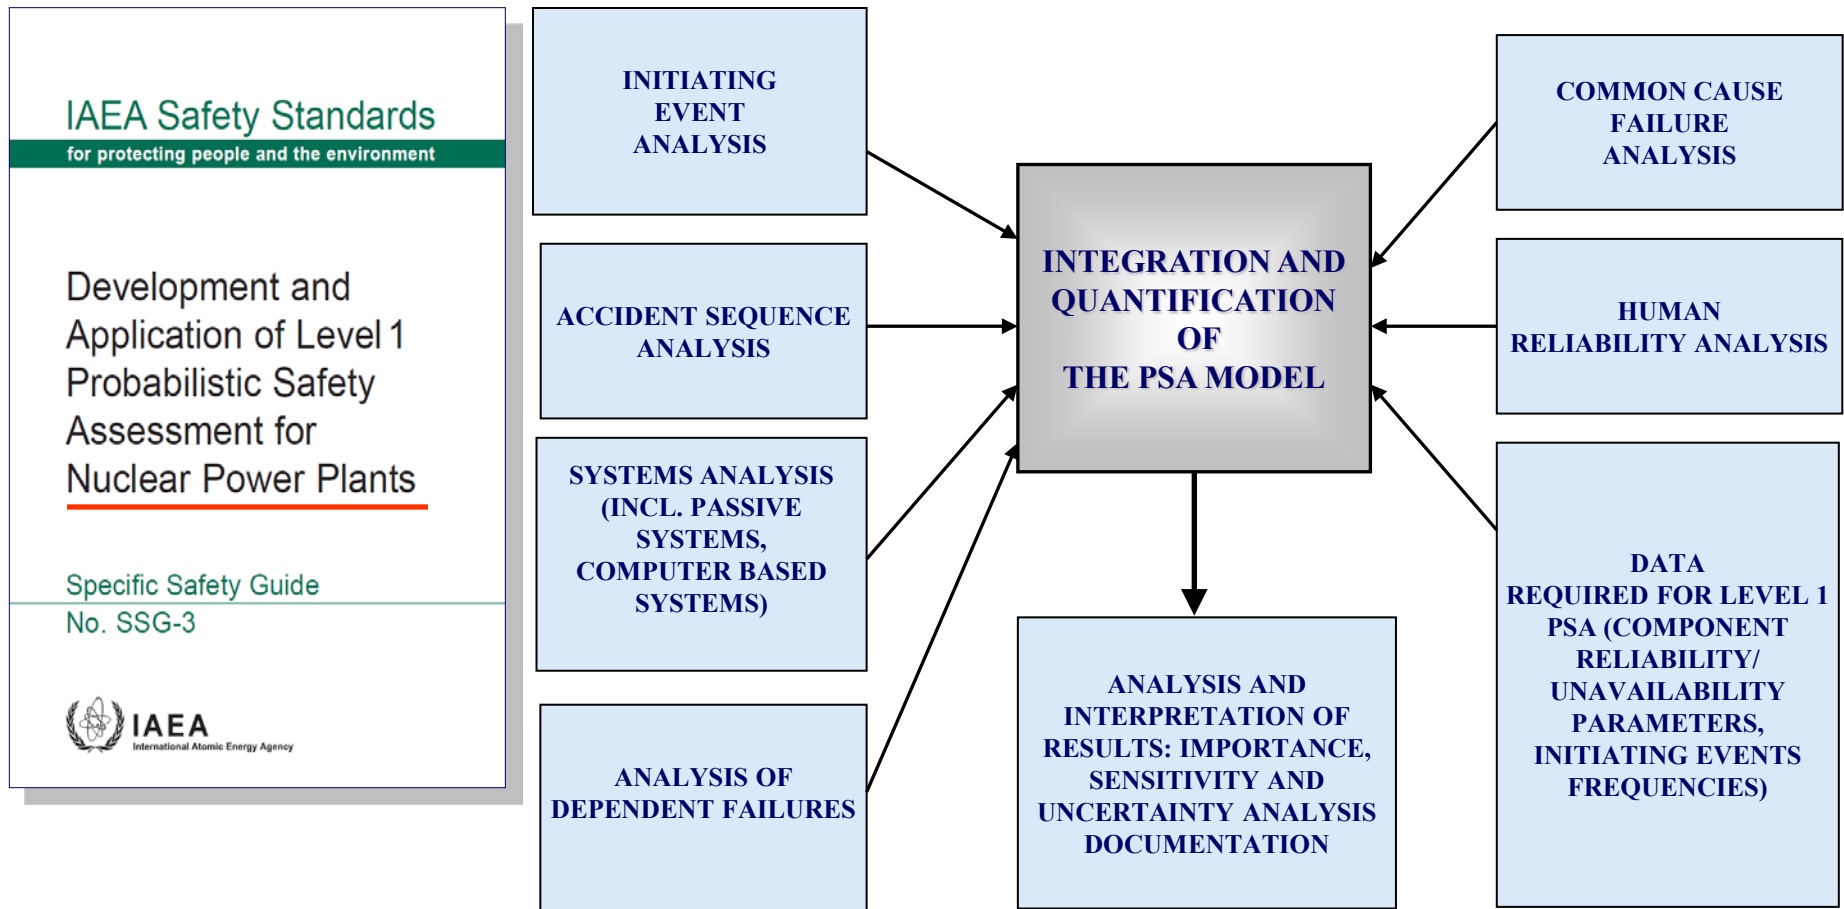 IAEA Safety Standards
for protecting people and the environment
Development and
Application of Level 1
Probabilistic Safety
Assessment for
Nuclear Power Plants
Specific Safety Guide
No. SSG-3
IAEA
International Atomic Energy Agency
INITIATING
EVENT
ANALYSIS
ACCIDENT SEQUENCE
ANALYSIS
SYSTEMS ANALYSIS
(INCL. PASSIVE
SYSTEMS,
COMPUTER BASED
SYSTEMS)
ANALYSIS OF
DEPENDENT FAILURES
INTEGRATION AND
QUANTIFICATION
OF
THE PSA MODEL
ANALYSIS AND
INTERPRETATION OF
RESULTS: IMPORTANCE,
SENSITIVITY AND
UNCERTAINTY ANALYSIS
DOCUMENTATION
COMMON CAUSE
FAILURE
ANALYSIS
HUMAN
RELIABILITY ANALYSIS
DATA
REQUIRED FOR LEVEL 1
PSA (COMPONENT
RELIABILITY/
UNAVAILABILITY
PARAMETERS,
INITIATING EVENTS
FREQUENCIES)